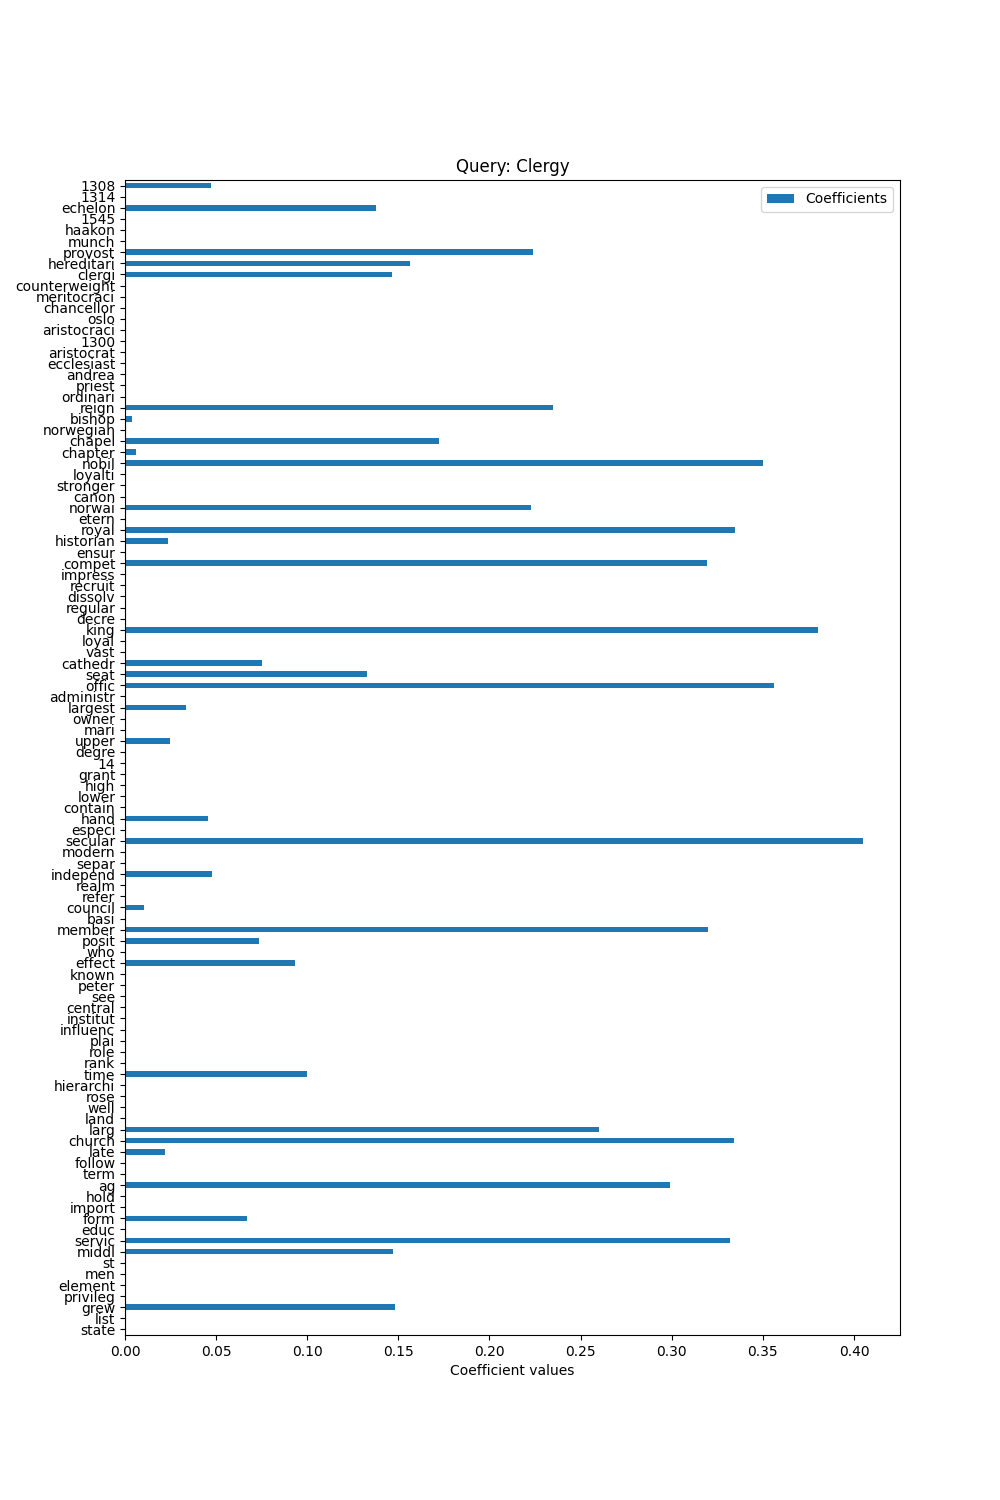 Query: Clergy
Coefficients
1308
1314
echelon
1545
haakon
munch
provost
hereditari
clergi
counterweight
meritocraci
chancellor
oslo
aristocraci
1300
aristocrat
ecclesiast
andrea
priest
ordinari
reign
bishop
norwegian
chapel
chapter
nobil
loyalti
stronger
canon
norwai
etern
royal
historian
ensur
compet
impress
recruit
dissolv
regular
decre
king
loyal
vast
cathedr
seat
offic
administr
largest
owner
mari
upper
degre
14
grant
high
lower
contain
hand
especi
secular
modern
separ
independ
realm
refer
council
basi
member
posit
who
effect
known
peter
see
central
institut
influenc
plai
role
rank
time
hierarchi
rose
well
land
larg
church
late
follow
term
ag
hold
import
form
educ
servic
middl
st
men
element
privileg
grew
list
state
0.00 0.05 0.10 0.15 0.20 0.25 0.30 0.35 0.40
Coefficient values